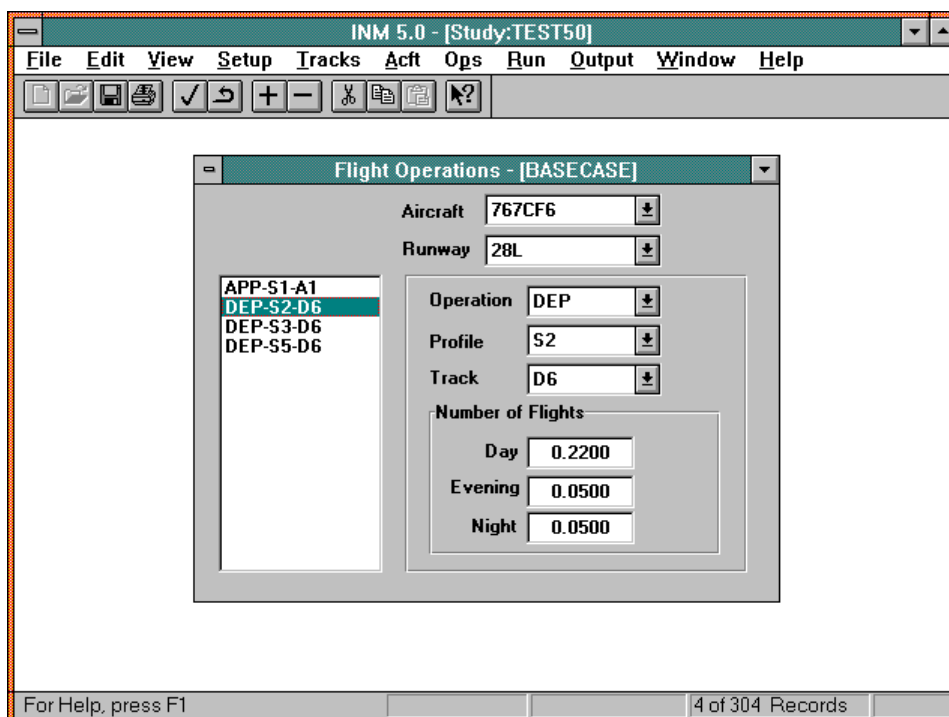 INM 5.0 - [Study:TEST50]
File Edit View Setup Tracks Acft Ops Run Output Window Help
Flight Operations - [BASECASE]
Aircraft 767CF6
Runway 28L
APP-S1-A1
DEP-S2-D6
DEP-S3-D6
DEP-S5-D6
Operation DEP
Profile S2
Track D6
Number of Flights
Day 0.2200
Evening 0.0500
Night 0.0500
For Help, press F1 4 of 304 Records